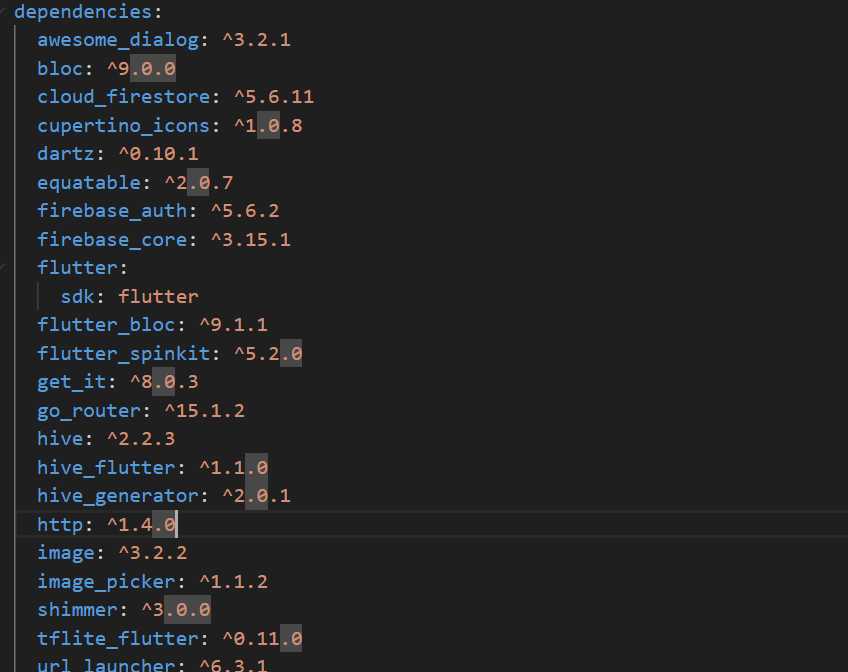 dependencies:
awesome_dialog: ^3.2.1
bloc: ^9.0.0
cloud_firestore: ^5.6.11
cupertino_icons: ^1.0.8
dartz: ^0.10.1
equatable: ^2.0.7
firebase_auth: ^5.6.2
firebase_core: ^3.15.1
flutter:
sdk: flutter
flutter_bloc: ^9.1.1
flutter_spinkit: ^5.2.0
get_it: ^8.0.3
go_router: ^15.1.2
hive: ^2.2.3
hive_flutter: ^1.1.0
hive_generator: ^2.0.1
http: ^1.4.0
image: ^3.2.2
image_picker: ^1.1.2
shimmer: ^3.0.0
tflite_flutter: ^0.11.0
url_launcher: ^6.3.1